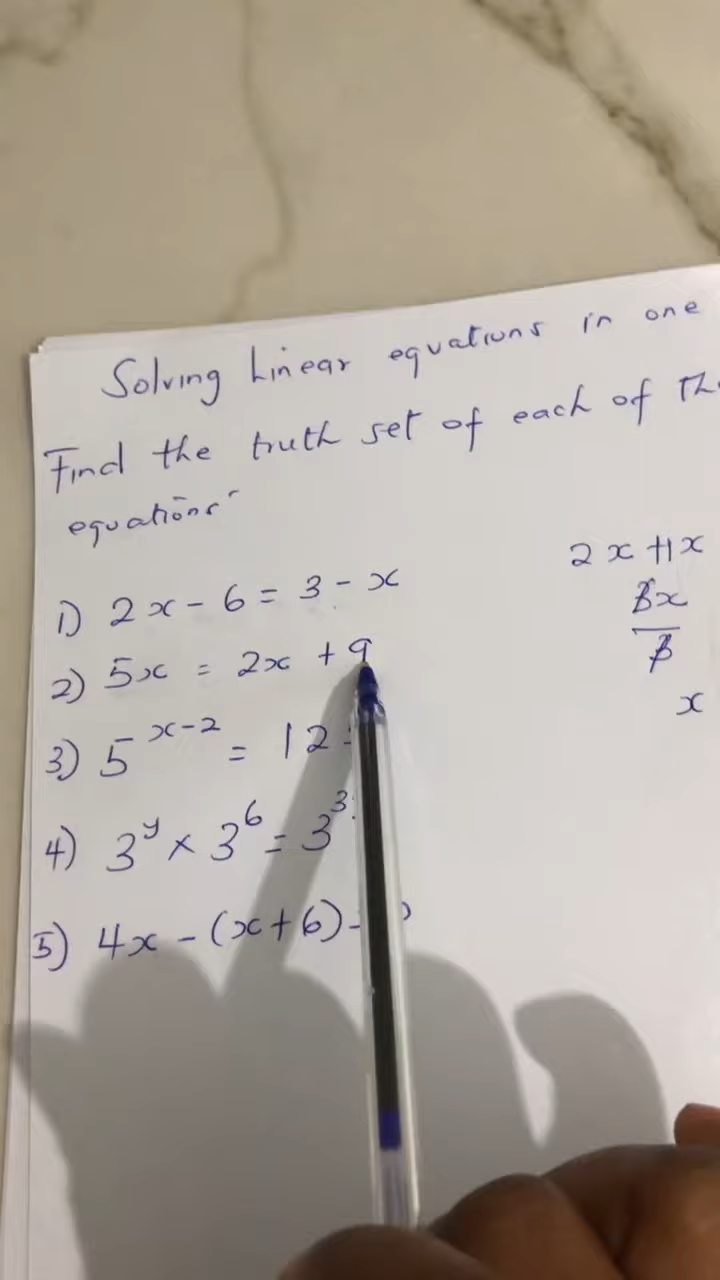 Solving Linear equations in one
Find the truth set of each of
equations
1) 2x - 6 = 3 - x
2) 5x = 2x + 9
3) 5^{x-2} = 12
4) 3^y × 3^6 = 3^3
5) 4x - (x + 6)
2x + 1x
3x
3
x